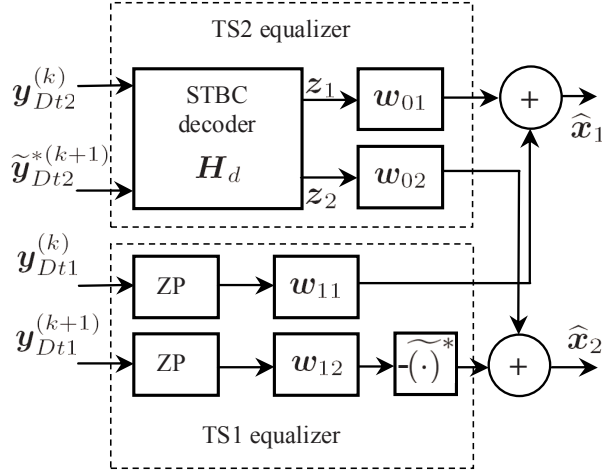 TS2 equalizer
y_{Dt2}^{(k)}
STBC
decoder
H_d
z_1
w_{01}
+
x̂_1
ỹ_{Dt2}^{*(k+1)}
z_2
w_{02}
y_{Dt1}^{(k)}
ZP
w_{11}
y_{Dt1}^{(k+1)}
ZP
w_{12}
-\widetilde{(·)}^*
+
x̂_2
TS1 equalizer